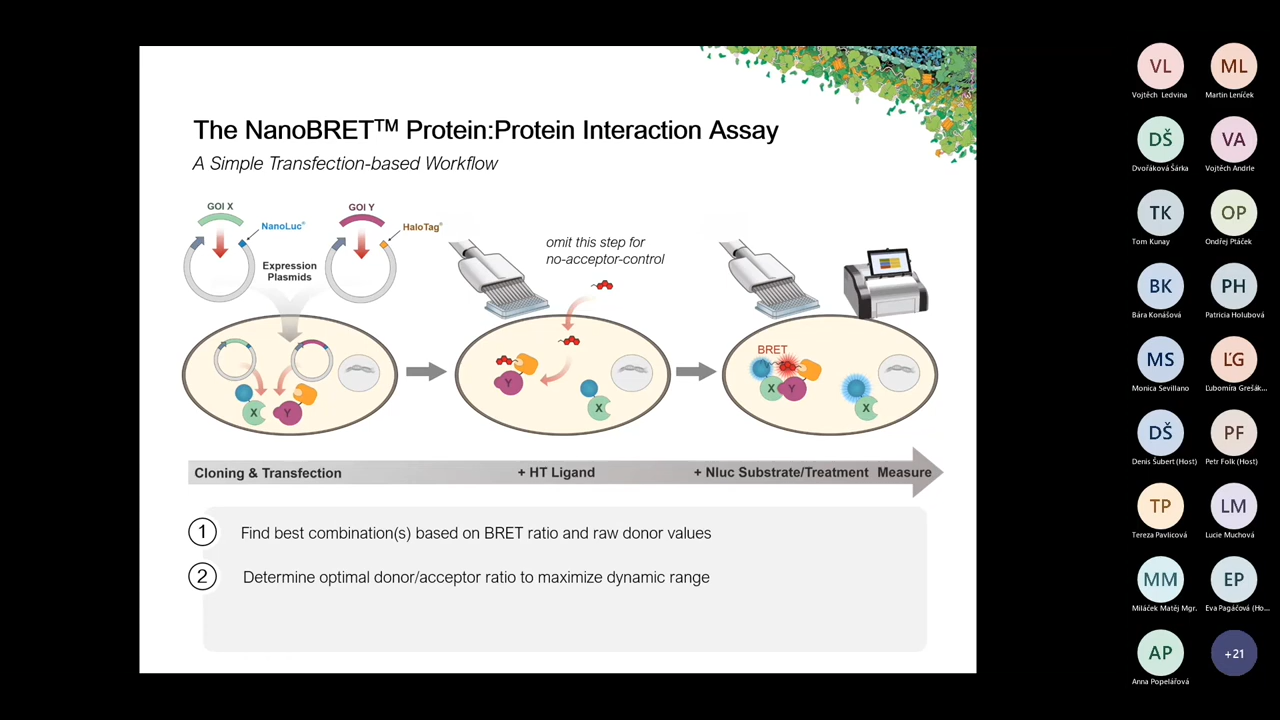 The NanoBRET™ Protein:Protein Interaction Assay
A Simple Transfection-based Workflow
GOI X
NanoLuc®
GOI Y
HaloTag®
Expression
Plasmids
omit this step for
no-acceptor-control
X
Y
Y
X
BRET
X
Y
X
Cloning & Transfection
+ HT Ligand
+ Nluc Substrate/Treatment
Measure
1 Find best combination(s) based on BRET ratio and raw donor values
2 Determine optimal donor/acceptor ratio to maximize dynamic range
VL
Vojtěch Ledvina
ML
Martin Leníček
DŠ
Dvořáková Šárka
VA
Vojtěch Andrle
TK
Tom Kunay
OP
Ondřej Ptáček
BK
Bára Konášová
PH
Patricia Holubová
MS
Monica Sevillano
ĽG
Ľubomíra Grešák...
DŠ
Denis Šubert (Host)
PF
Petr Folk (Host)
TP
Tereza Pavlicová
LM
Lucie Muchová
MM
Miláček Matěj Mgr.
EP
Eva Pagáčová (Ho...
AP
Anna Popelářová
+21